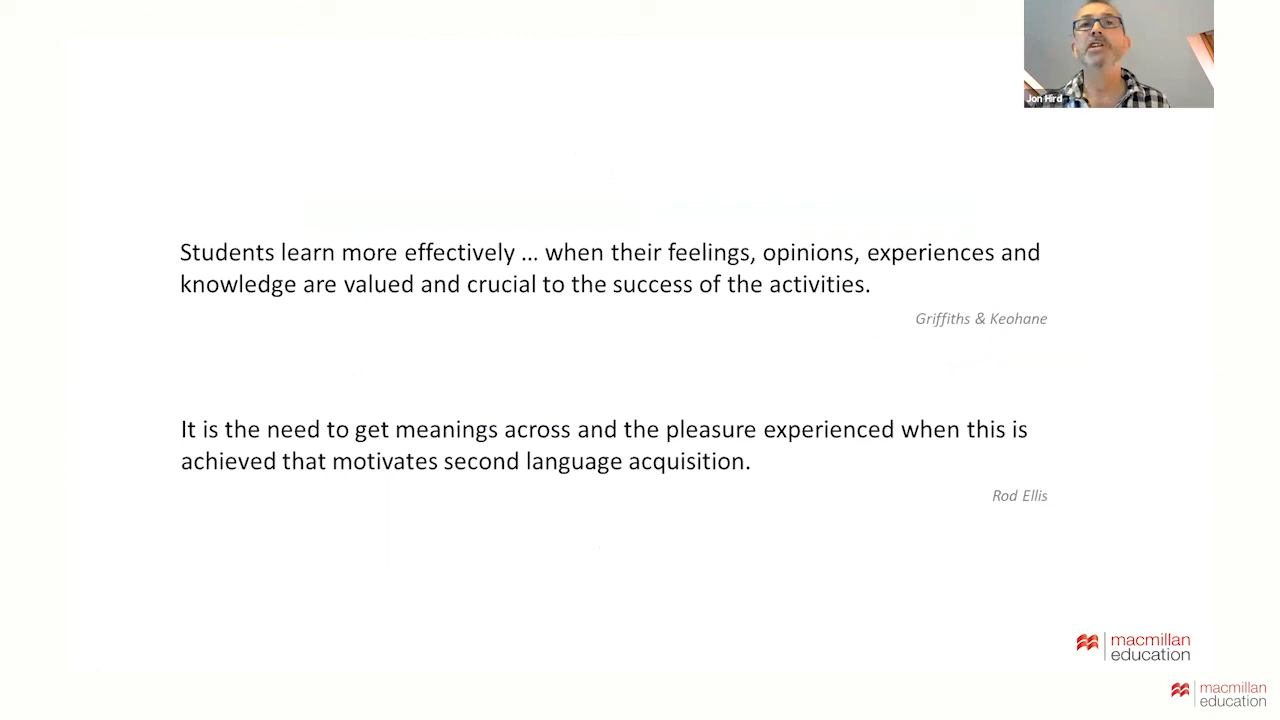 Jon Hird
Students learn more effectively … when their feelings, opinions, experiences and
knowledge are valued and crucial to the success of the activities.
Griffiths & Keohane
It is the need to get meanings across and the pleasure experienced when this is
achieved that motivates second language acquisition.
Rod Ellis
macmillan
education
macmillan
education